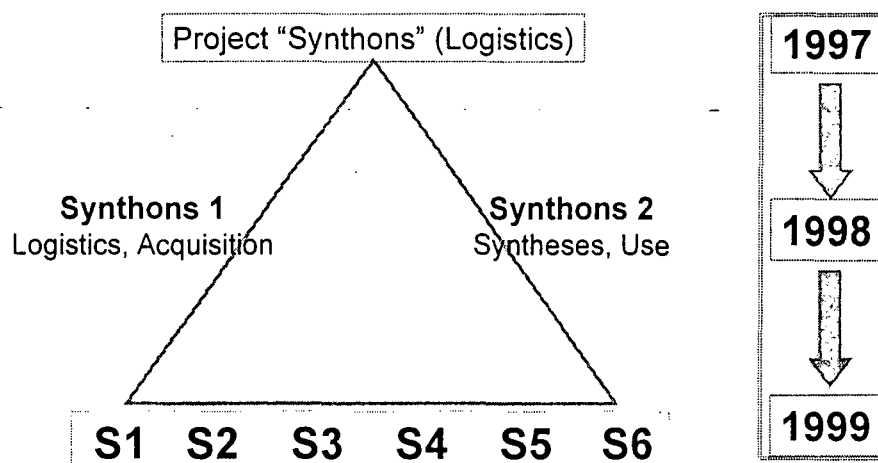 Project “Synthons” (Logistics)
1997
Synthons 1
Logistics, Acquisition
Synthons 2
Syntheses, Use
1998
S1 S2 S3 S4 S5 S6
1999